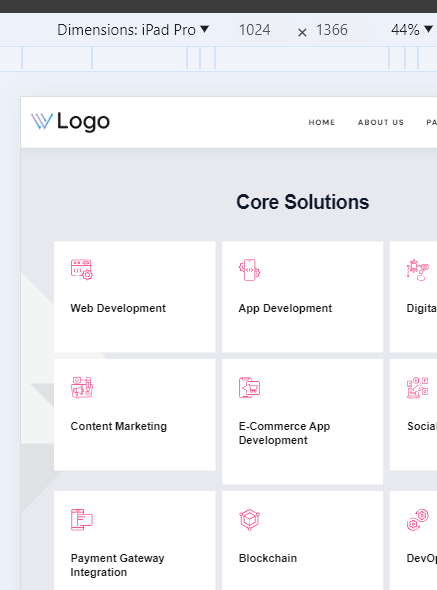 Dimensions: iPad Pro ▼ 1024 × 1366 44% ▼
Logo
HOME ABOUT US PA
Core Solutions
Web Development
App Development
Digita
Content Marketing
E-Commerce App
Development
Social
Payment Gateway
Integration
Blockchain
DevOp